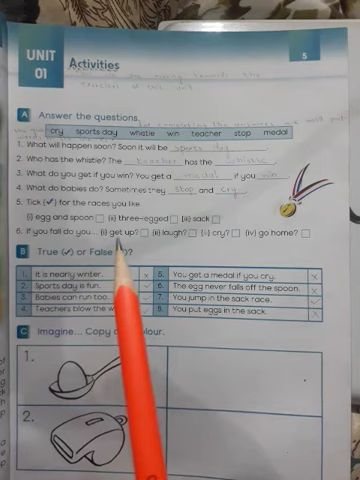 UNIT
01
Activities
5
A Answer the questions.
cry sports day whistle win teacher stop medal
1. What will happen soon? Soon it will be sports day
2. Who has the whistle? The teacher has the whistle.
3. What do you get if you win? You get a medal if you win.
4. What do babies do? Sometimes they stop and cry.
5. Tick (✓) for the races you like.
(i) egg and spoon (ii) three-legged (iii) sack
6. If you fall do you... (i) get up? (ii) laugh? cry? (iv) go home?
B True (✓) or False ?
1. It is nearly winter. x
2. Sports day is fun. ✓
3. Babies can run too. ✓
4. Teachers blow the ✓
5. You get a medal if you cry. x
6. The egg never falls off the spoon. x
7. You jump in the sack race. ✓
8. You put eggs in the sack. x
C Imagine... Copy colour.
1.
2.